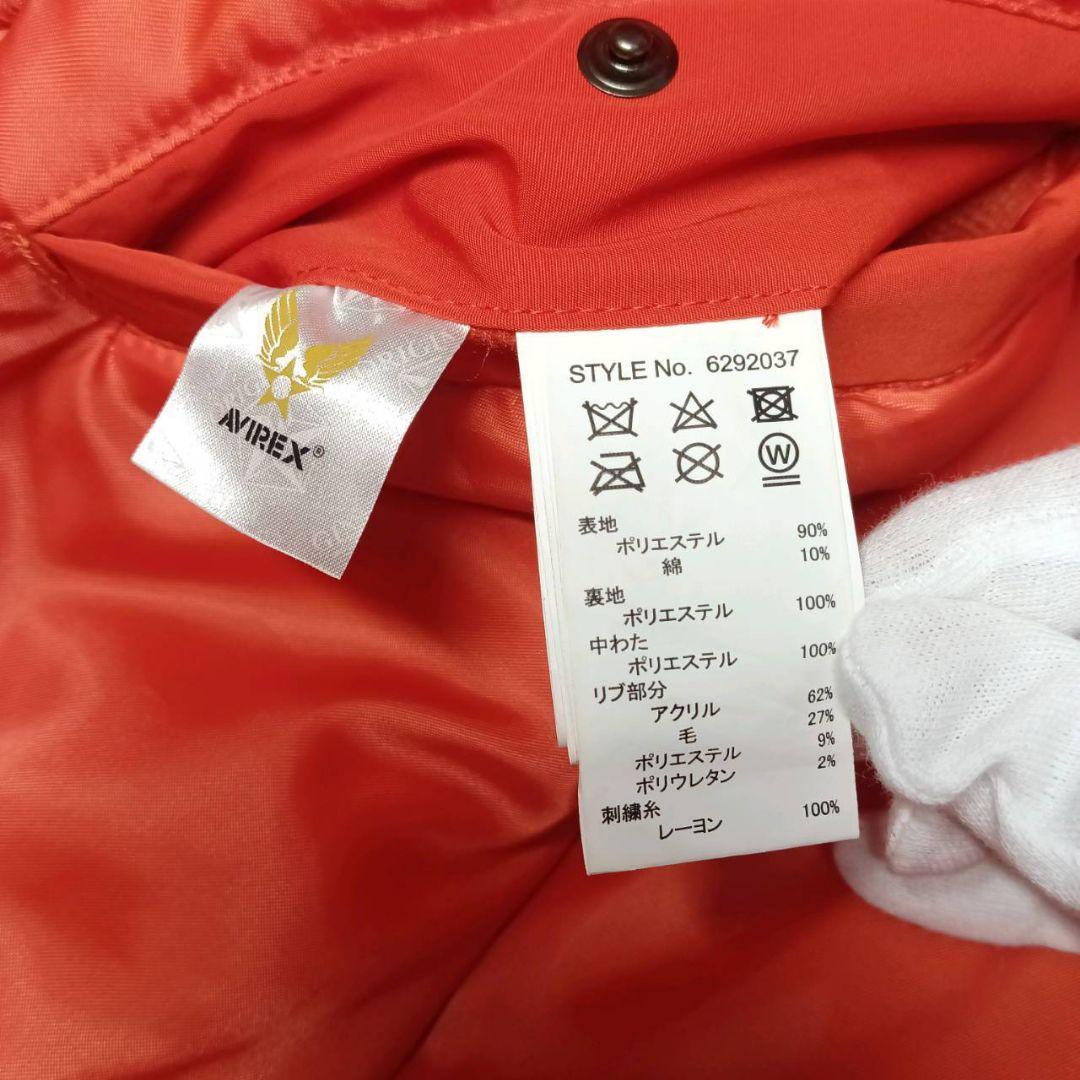 AVIREX®
STYLE No. 6292037
W
表地
ポリエステル 90%
綿 10%
裏地
ポリエステル 100%
中わた
ポリエステル 100%
リブ部分
アクリル 62%
毛 27%
ポリエステル 9%
ポリウレタン 2%
刺繍糸
レーヨン 100%